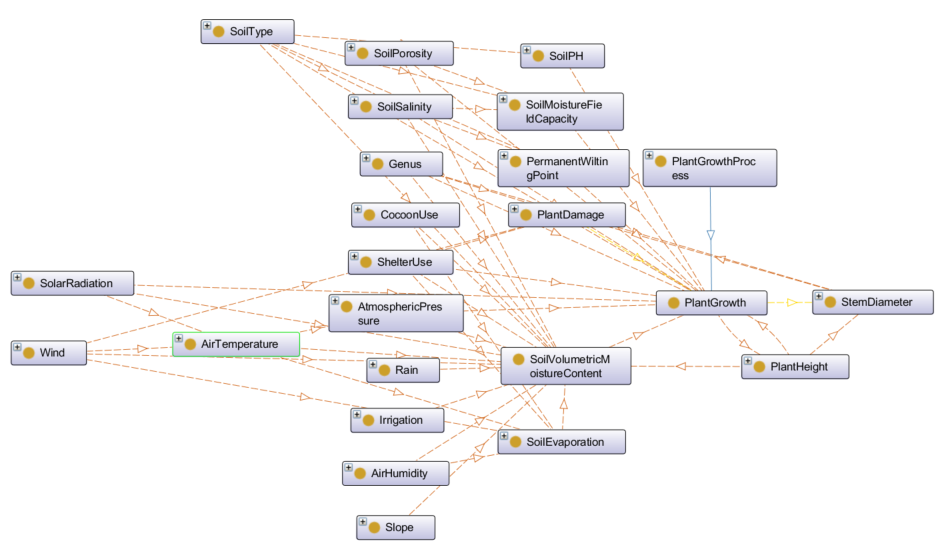 SoilType
SoilPorosity
SoilPH
SoilSalinity
SoilMoistureFie
ldCapacity
Genus
PermanentWiltin
gPoint
PlantGrowthProc
ess
CocoonUse
PlantDamage
ShelterUse
SolarRadiation
AtmosphericPres
sure
PlantGrowth
StemDiameter
Wind
AirTemperature
Rain
SoilVolumetricM
oistureContent
PlantHeight
Irrigation
SoilEvaporation
AirHumidity
Slope